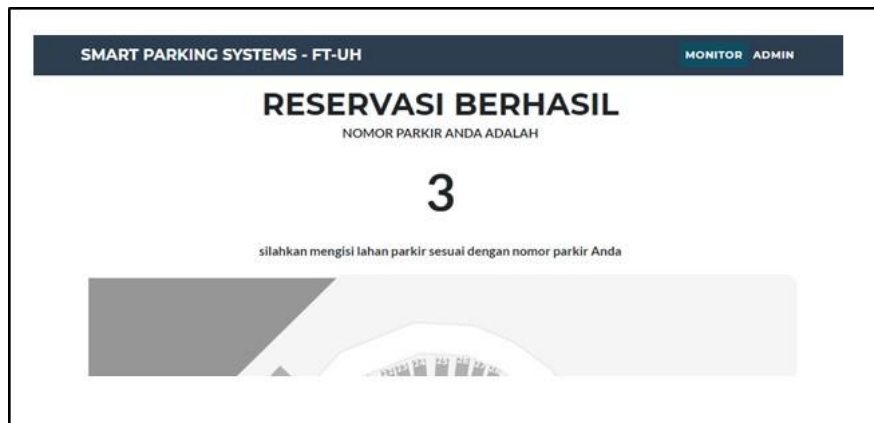 SMART PARKING SYSTEMS - FT-UH
MONITOR ADMIN
RESERVASI BERHASIL
NOMOR PARKIR ANDA ADALAH
3
silahkan mengisi lahan parkir sesuai dengan nomor parkir Anda